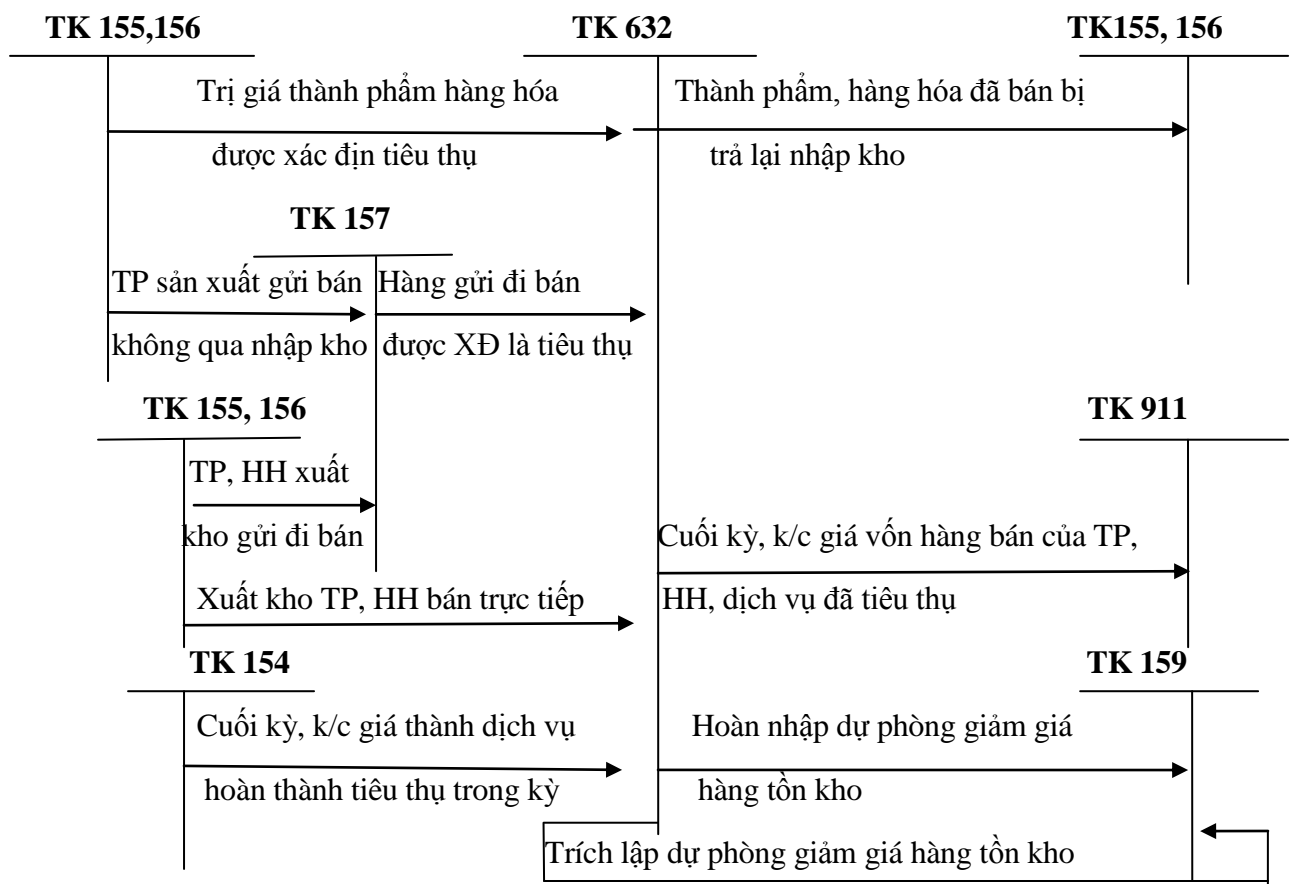 TK 155,156
TK 632
TK155, 156
Trị giá thành phẩm hàng hóa
được xác địn tiêu thụ
Thành phẩm, hàng hóa đã bán bị
trả lại nhập kho
TK 157
TP sản xuất gửi bán
không qua nhập kho
Hàng gửi đi bán
được XĐ là tiêu thụ
TK 155, 156
TK 911
TP, HH xuất
kho gửi đi bán
Cuối kỳ, k/c giá vốn hàng bán của TP,
HH, dịch vụ đã tiêu thụ
Xuất kho TP, HH bán trực tiếp
TK 154
TK 159
Cuối kỳ, k/c giá thành dịch vụ
hoàn thành tiêu thụ trong kỳ
Hoàn nhập dự phòng giảm giá
hàng tồn kho
Trích lập dự phòng giảm giá hàng tồn kho